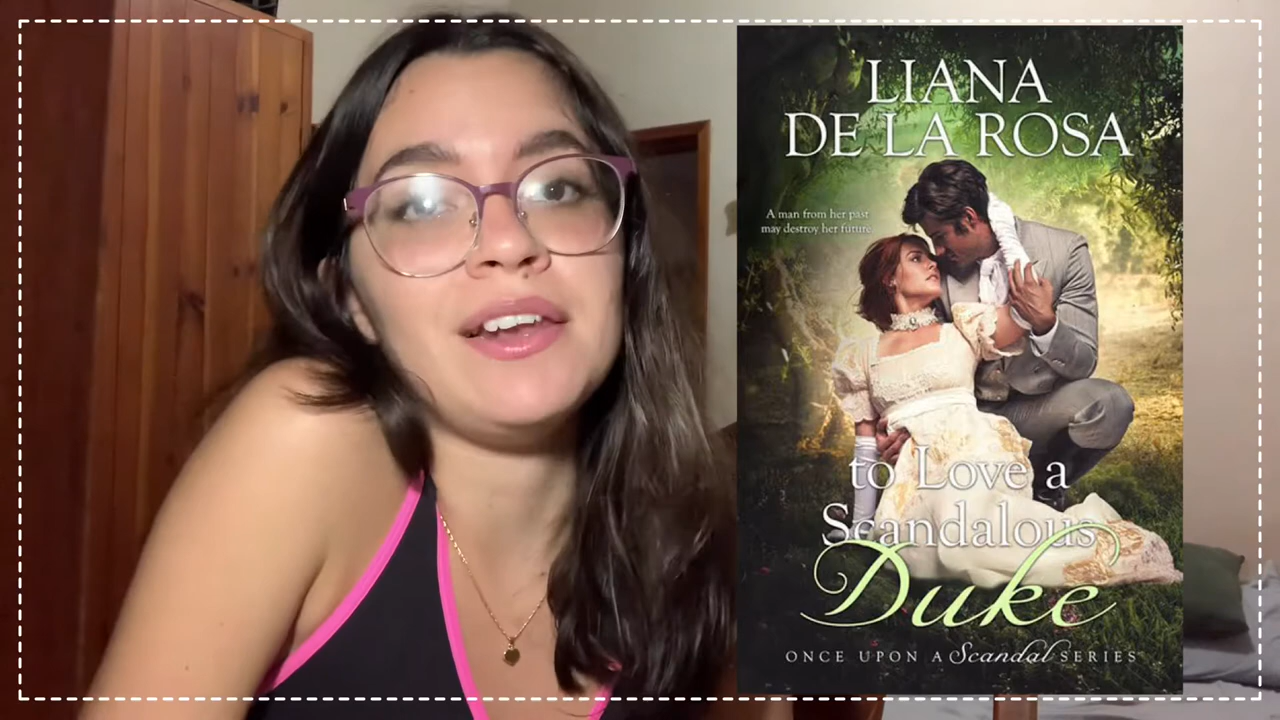 LIANA
DE LA ROSA
A man from her past
may destroy her future
to Love a
Scandalous
Duke
ONCE UPON A Scandal SERIES